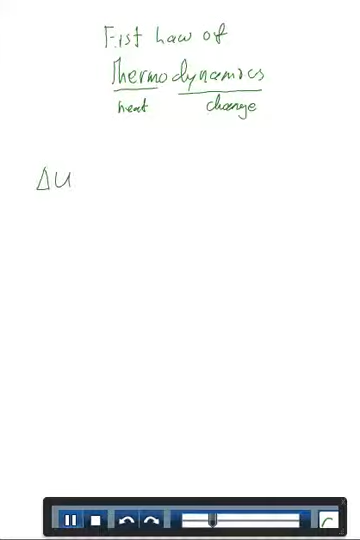 First Law of
Thermodynamics
heat change
ΔU